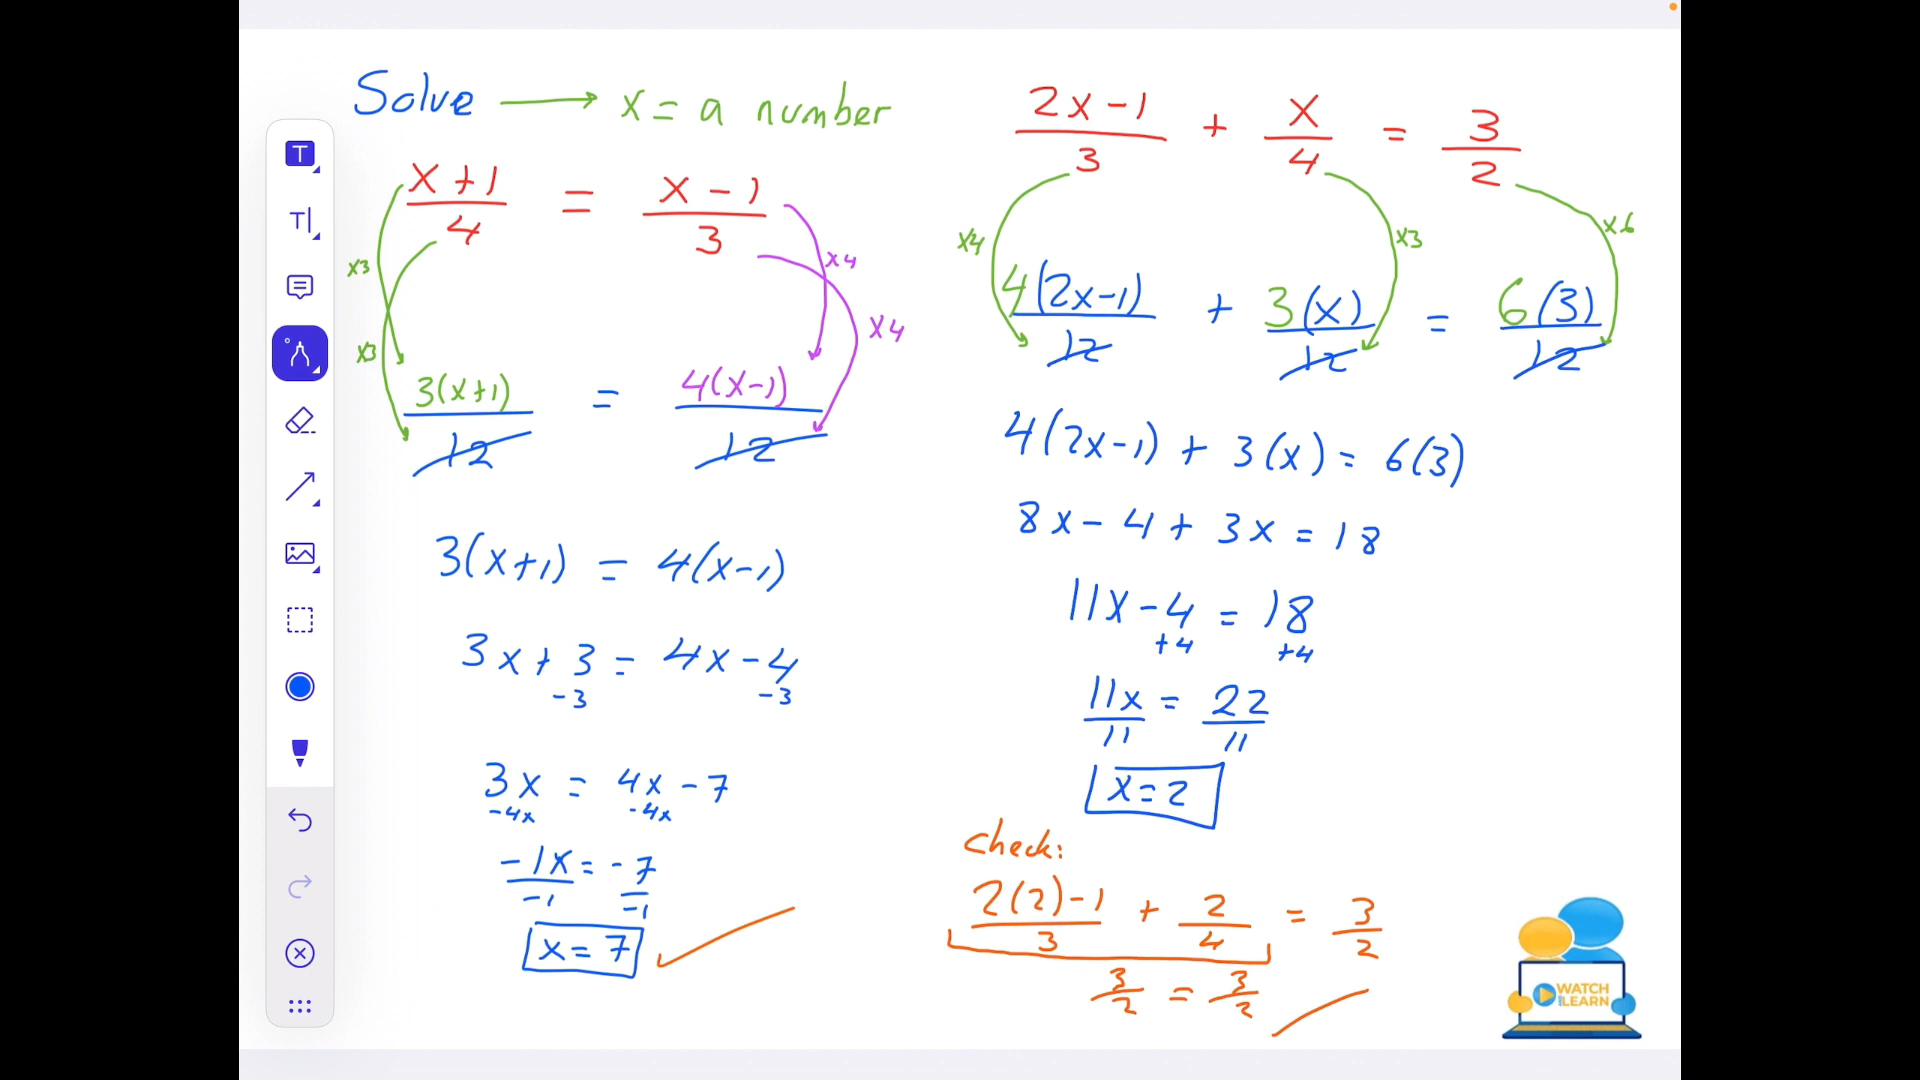 Solve → x = a number
x+1/4 = x-1/3
x3
x4
x3
x4
3(x+1)/12 = 4(x-1)/12
3(x+1) = 4(x-1)
3x+3 = 4x-4
-3 -3
3x = 4x-7
-4x -4x
-1x/-1 = -7/-1
x = 7
2x-1/3 + x/4 = 3/2
x4 x3 x6
4(2x-1)/12 + 3(x)/12 = 6(3)/12
4(2x-1) + 3(x) = 6(3)
8x - 4 + 3x = 18
11x - 4 = 18
+4 +4
11x/11 = 22/11
x = 2
Check:
2(2)-1/3 + 2/4 = 3/2
3/2 = 3/2
T
T|
WATCH
LEARN